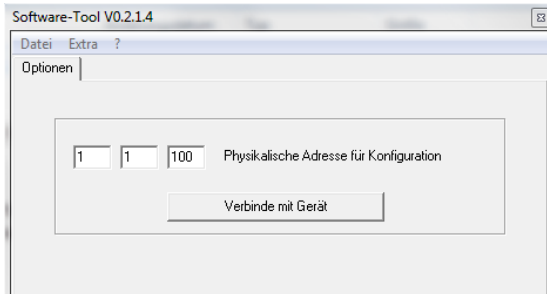 Software-Tool V0.2.1.4
Datei Extra ?
Optionen
1 1 100 Physikalische Adresse für Konfiguration
Verbinde mit Gerät